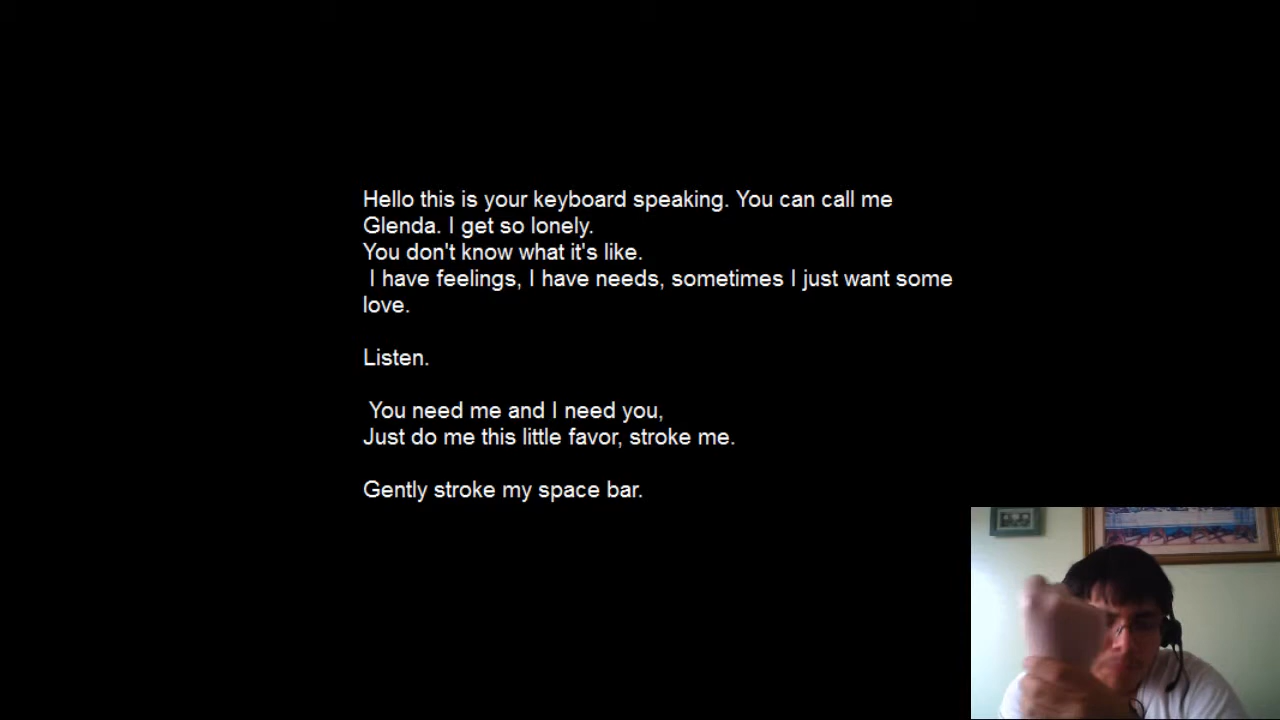 Hello this is your keyboard speaking. You can call me
Glenda. I get so lonely.
You don't know what it's like.
I have feelings, I have needs, sometimes I just want some
love.
Listen.
You need me and I need you,
Just do me this little favor, stroke me.
Gently stroke my space bar.